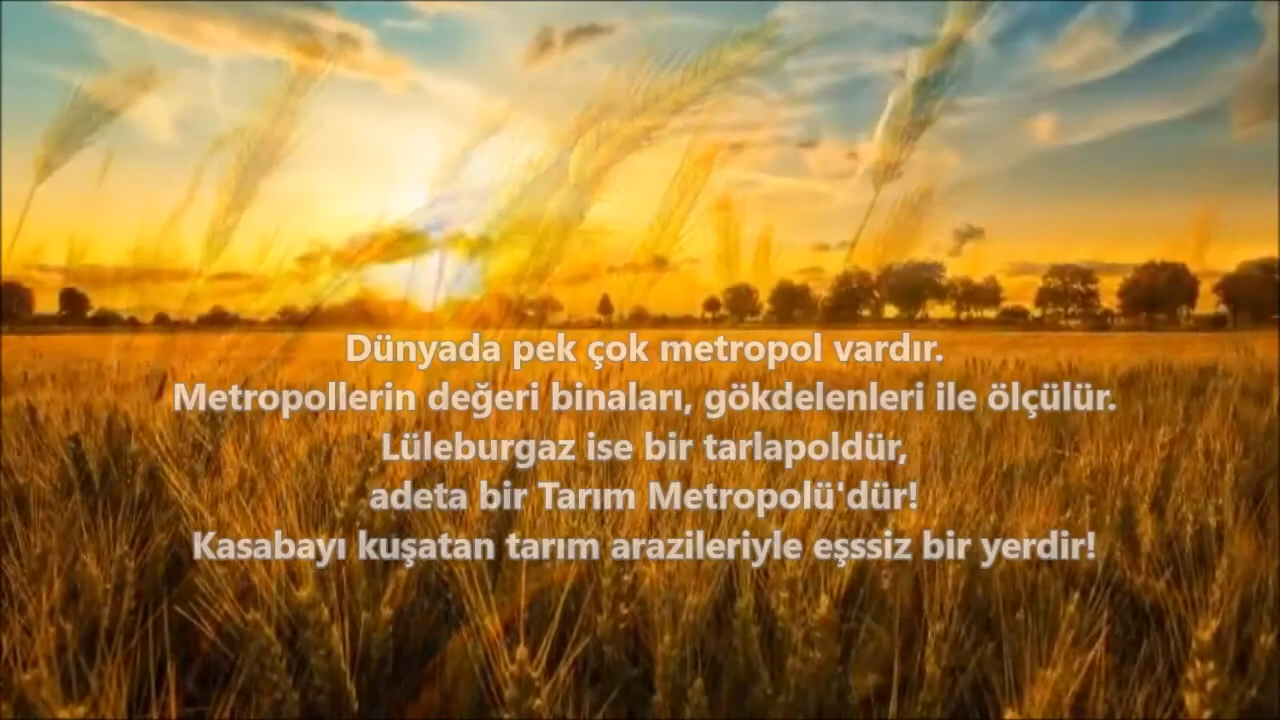 Dünyada pek çok metropol vardır.
Metropollerin değeri binaları, gökdelenleri ile ölçülür.
Lüleburgaz ise bir tarlapoldür,
adeta bir Tarım Metropolü'dür!
Kasabayı kuşatan tarım arazileriyle eşssiz bir yerdir!